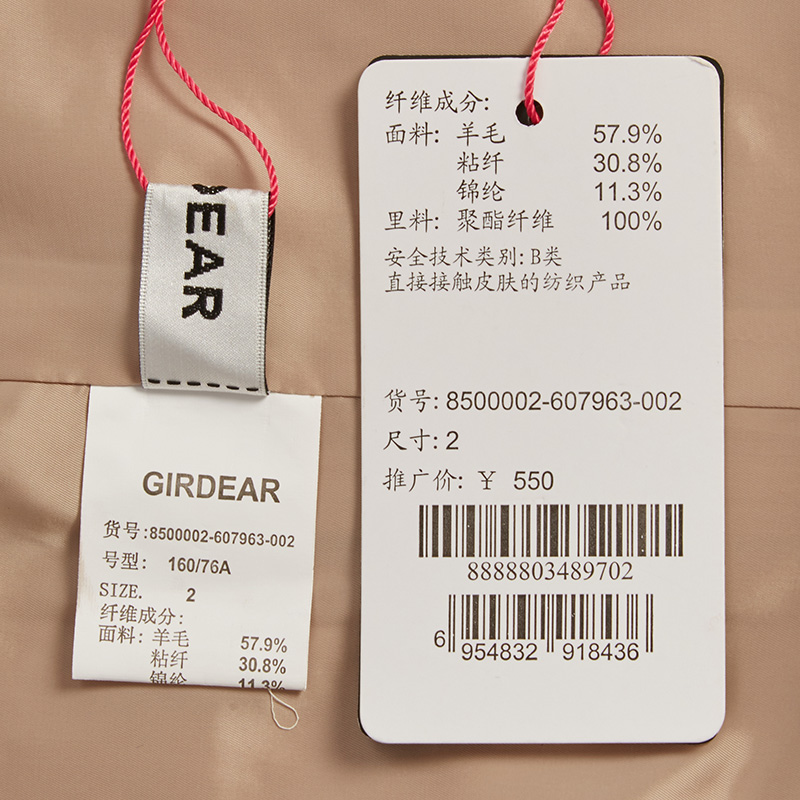 EAR
GIRDEAR
货号:8500002-607963-002
号型: 160/76A
SIZE. 2
纤维成分:
面料: 羊毛 57.9%
粘纤 30.8%
锦纶 11.3%
纤维成分:
面料: 羊毛 57.9%
粘纤 30.8%
锦纶 11.3%
里料: 聚酯纤维 100%
安全技术类别: B类
直接接触皮肤的纺织产品
货号: 8500002-607963-002
尺寸: 2
推广价: ¥ 550
8888803489702
6 954832 918436